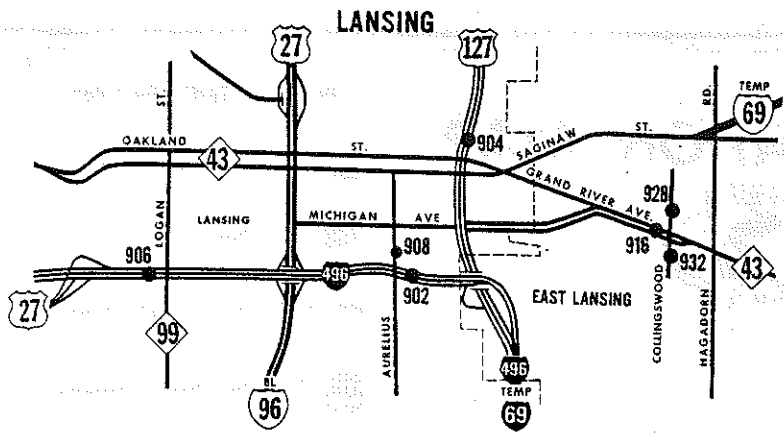 LANSING
27
127
TEMP
69
ST.
RD.
OAKLAND
43
ST.
904
SAGINAW ST.
GRAND RIVER AVE.
928
LANSING
MICHIGAN AVE
LOGAN
906
908
916
932
496
902
43
27
EAST LANSING
99
AURELIUS
COLLINGSWOOD
HAGADORN
BL
96
496
TEMP
69